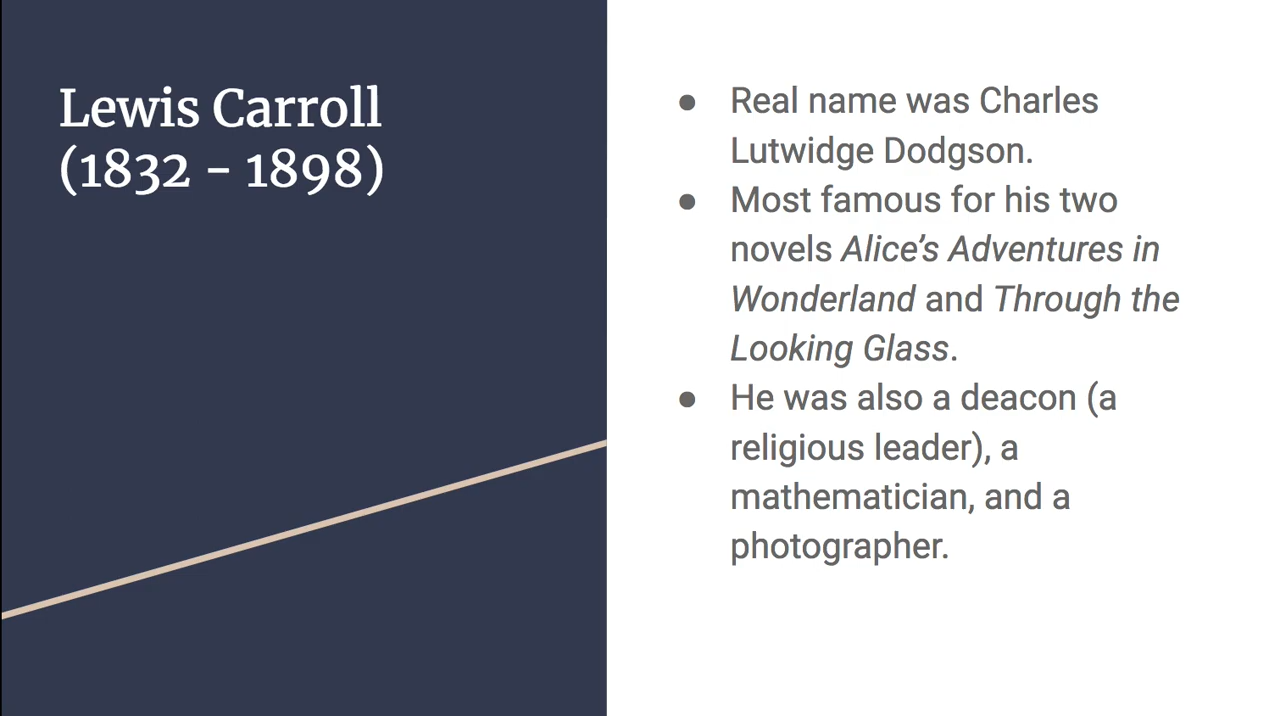 Lewis Carroll
(1832 - 1898)
● Real name was Charles
Lutwidge Dodgson.
● Most famous for his two
novels Alice’s Adventures in
Wonderland and Through the
Looking Glass.
● He was also a deacon (a
religious leader), a
mathematician, and a
photographer.